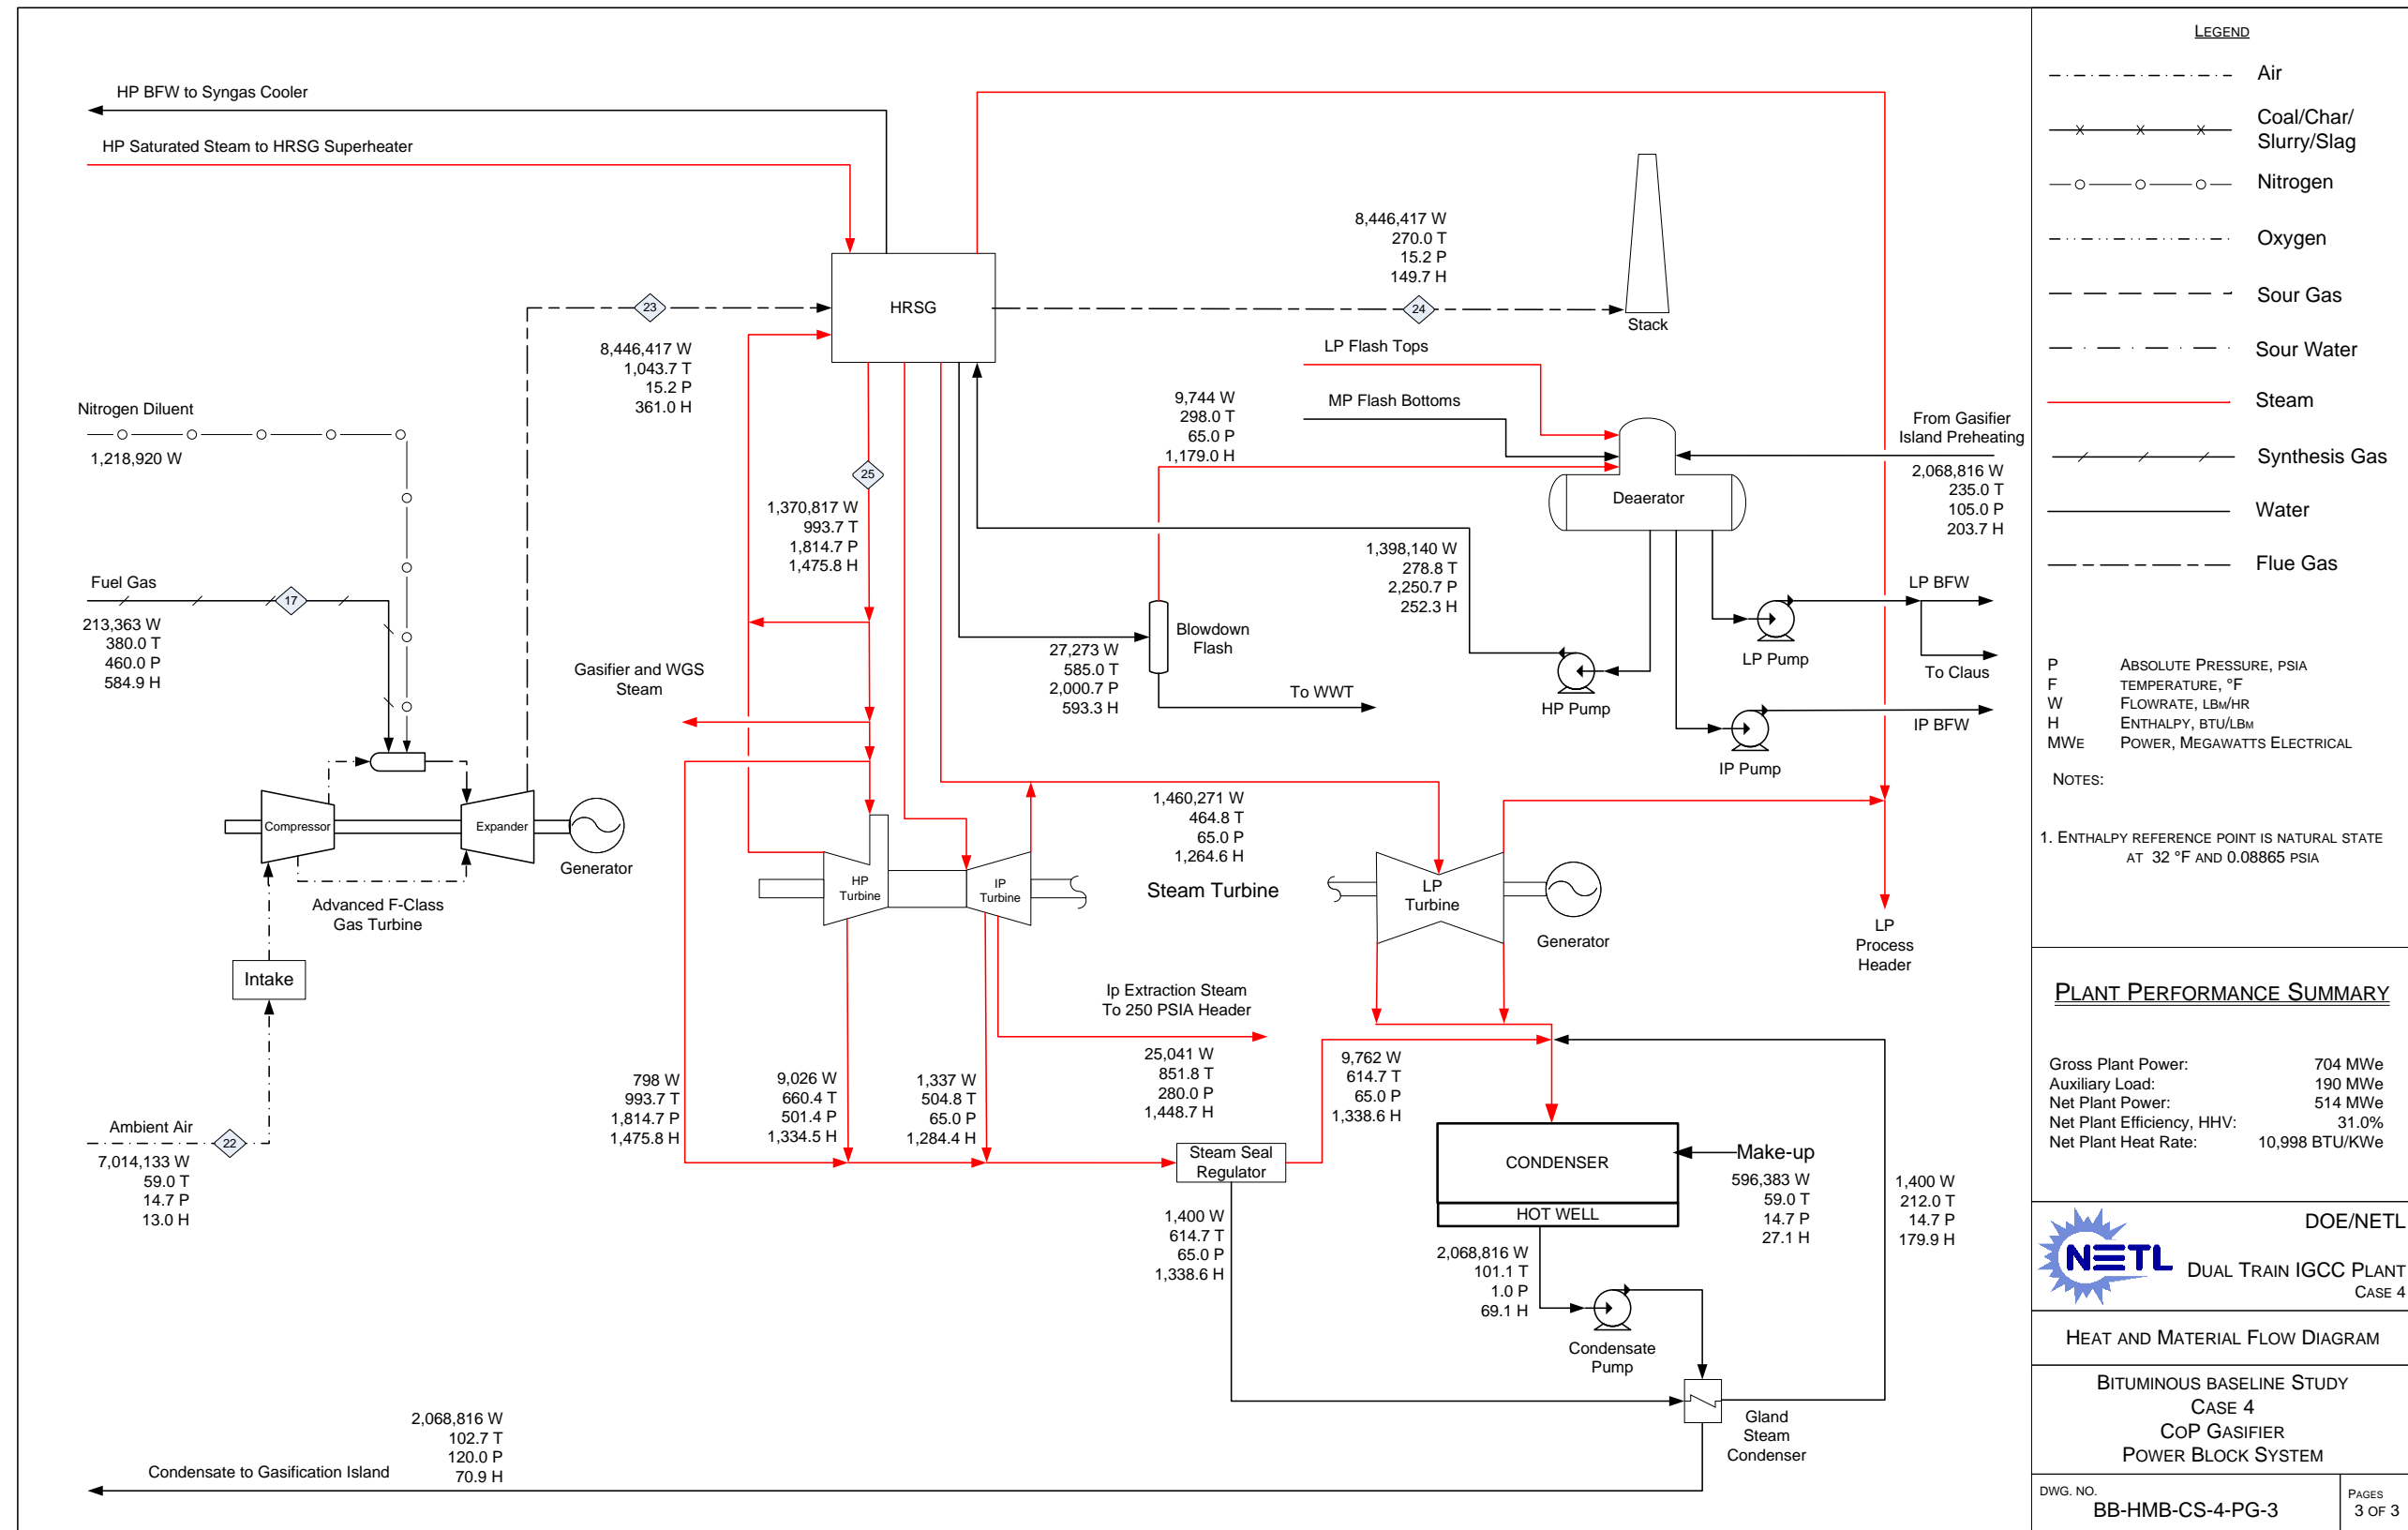 HP BFW to Syngas Cooler
HP Saturated Steam to HRSG Superheater
HRSG
23
8,446,417 W
1,043.7 T
15.2 P
361.0 H
8,446,417 W
270.0 T
15.2 P
149.7 H
24
Stack
Nitrogen Diluent
1,218,920 W
Fuel Gas
17
213,363 W
380.0 T
460.0 P
584.9 H
25
1,370,817 W
993.7 T
1,814.7 P
1,475.8 H
Gasifier and WGS
Steam
LP Flash Tops
MP Flash Bottoms
9,744 W
298.0 T
65.0 P
1,179.0 H
From Gasifier
Island Preheating
2,068,816 W
235.0 T
105.0 P
203.7 H
Deaerator
1,398,140 W
278.8 T
2,250.7 P
252.3 H
Blowdown
Flash
27,273 W
585.0 T
2,000.7 P
593.3 H
To WWT
HP Pump
LP Pump
IP Pump
LP BFW
To Claus
IP BFW
Compressor
Expander
Generator
Advanced F-Class
Gas Turbine
Intake
Ambient Air
22
7,014,133 W
59.0 T
14.7 P
13.0 H
HP
Turbine
IP
Turbine
1,460,271 W
464.8 T
65.0 P
1,264.6 H
Steam Turbine
LP
Turbine
Generator
LP
Process
Header
Ip Extraction Steam
To 250 PSIA Header
25,041 W
851.8 T
280.0 P
1,448.7 H
798 W
993.7 T
1,814.7 P
1,475.8 H
9,026 W
660.4 T
501.4 P
1,334.5 H
1,337 W
504.8 T
65.0 P
1,284.4 H
9,762 W
614.7 T
65.0 P
1,338.6 H
Steam Seal
Regulator
1,400 W
614.7 T
65.0 P
1,338.6 H
CONDENSER
HOT WELL
Make-up
596,383 W
59.0 T
14.7 P
27.1 H
1,400 W
212.0 T
14.7 P
179.9 H
2,068,816 W
101.1 T
1.0 P
69.1 H
Condensate
Pump
Gland
Steam
Condenser
2,068,816 W
102.7 T
120.0 P
70.9 H
Condensate to Gasification Island
LEGEND
Air
Coal/Char/
Slurry/Slag
Nitrogen
Oxygen
Sour Gas
Sour Water
Steam
Synthesis Gas
Water
Flue Gas
P ABSOLUTE PRESSURE, PSIA
F TEMPERATURE, °F
W FLOWRATE, LBM/HR
H ENTHALPY, BTU/LBM
MWE POWER, MEGAWATTS ELECTRICAL
NOTES:
1. ENTHALPY REFERENCE POINT IS NATURAL STATE
AT 32 °F AND 0.08865 PSIA
PLANT PERFORMANCE SUMMARY
Gross Plant Power: 704 MWe
Auxiliary Load: 190 MWe
Net Plant Power: 514 MWe
Net Plant Efficiency, HHV: 31.0%
Net Plant Heat Rate: 10,998 BTU/KWe
NETL
DOE/NETL
DUAL TRAIN IGCC PLANT
CASE 4
HEAT AND MATERIAL FLOW DIAGRAM
BITUMINOUS BASELINE STUDY
CASE 4
COP GASIFIER
POWER BLOCK SYSTEM
DWG. NO.
BB-HMB-CS-4-PG-3
PAGES
3 OF 3